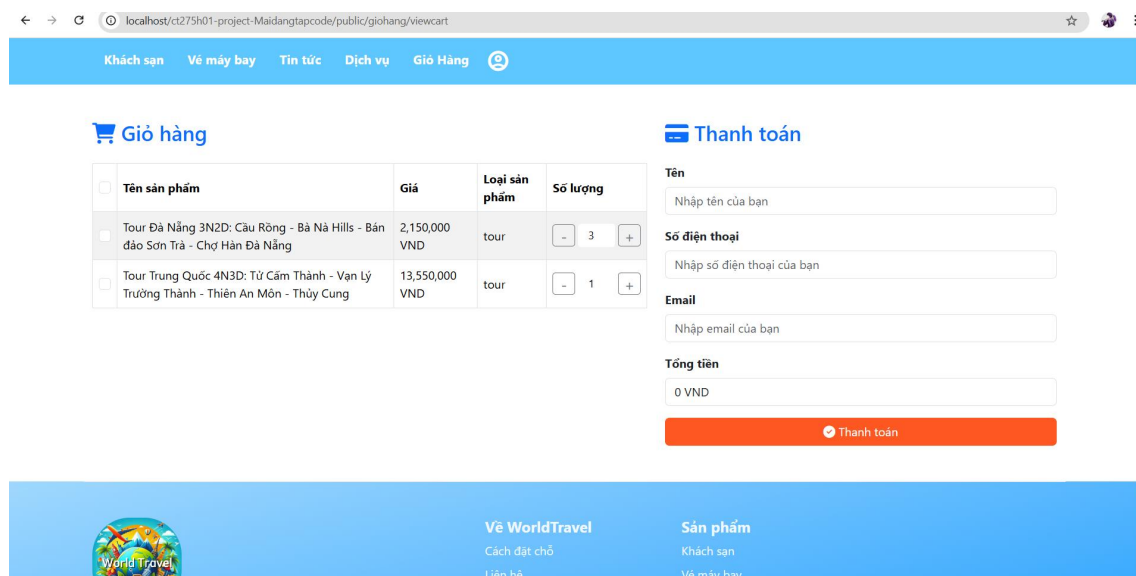 localhost/ct275h01-project-Maidangtapcode/public/giohang/viewcart
Khách sạn Vé máy bay Tin tức Dịch vụ Giỏ Hàng
Giỏ hàng
Tên sản phẩm Giá Loại sản
phẩm Số lượng
Tour Đà Nẵng 3N2D: Cầu Rồng - Bà Nà Hills - Bán
đảo Sơn Trà - Chợ Hàn Đà Nẵng
2,150,000
VND
tour
- 3 +
Tour Trung Quốc 4N3D: Tử Cấm Thành - Vạn Lý
Trường Thành - Thiên An Môn - Thủy Cung
13,550,000
VND
tour
- 1 +
Thanh toán
Tên
Nhập tên của bạn
Số điện thoại
Nhập số điện thoại của bạn
Email
Nhập email của bạn
Tổng tiền
0 VND
Thanh toán
World Travel
Về WorldTravel
Cách đặt chỗ
Liên hệ
Sản phẩm
Khách sạn
Vé máy bay